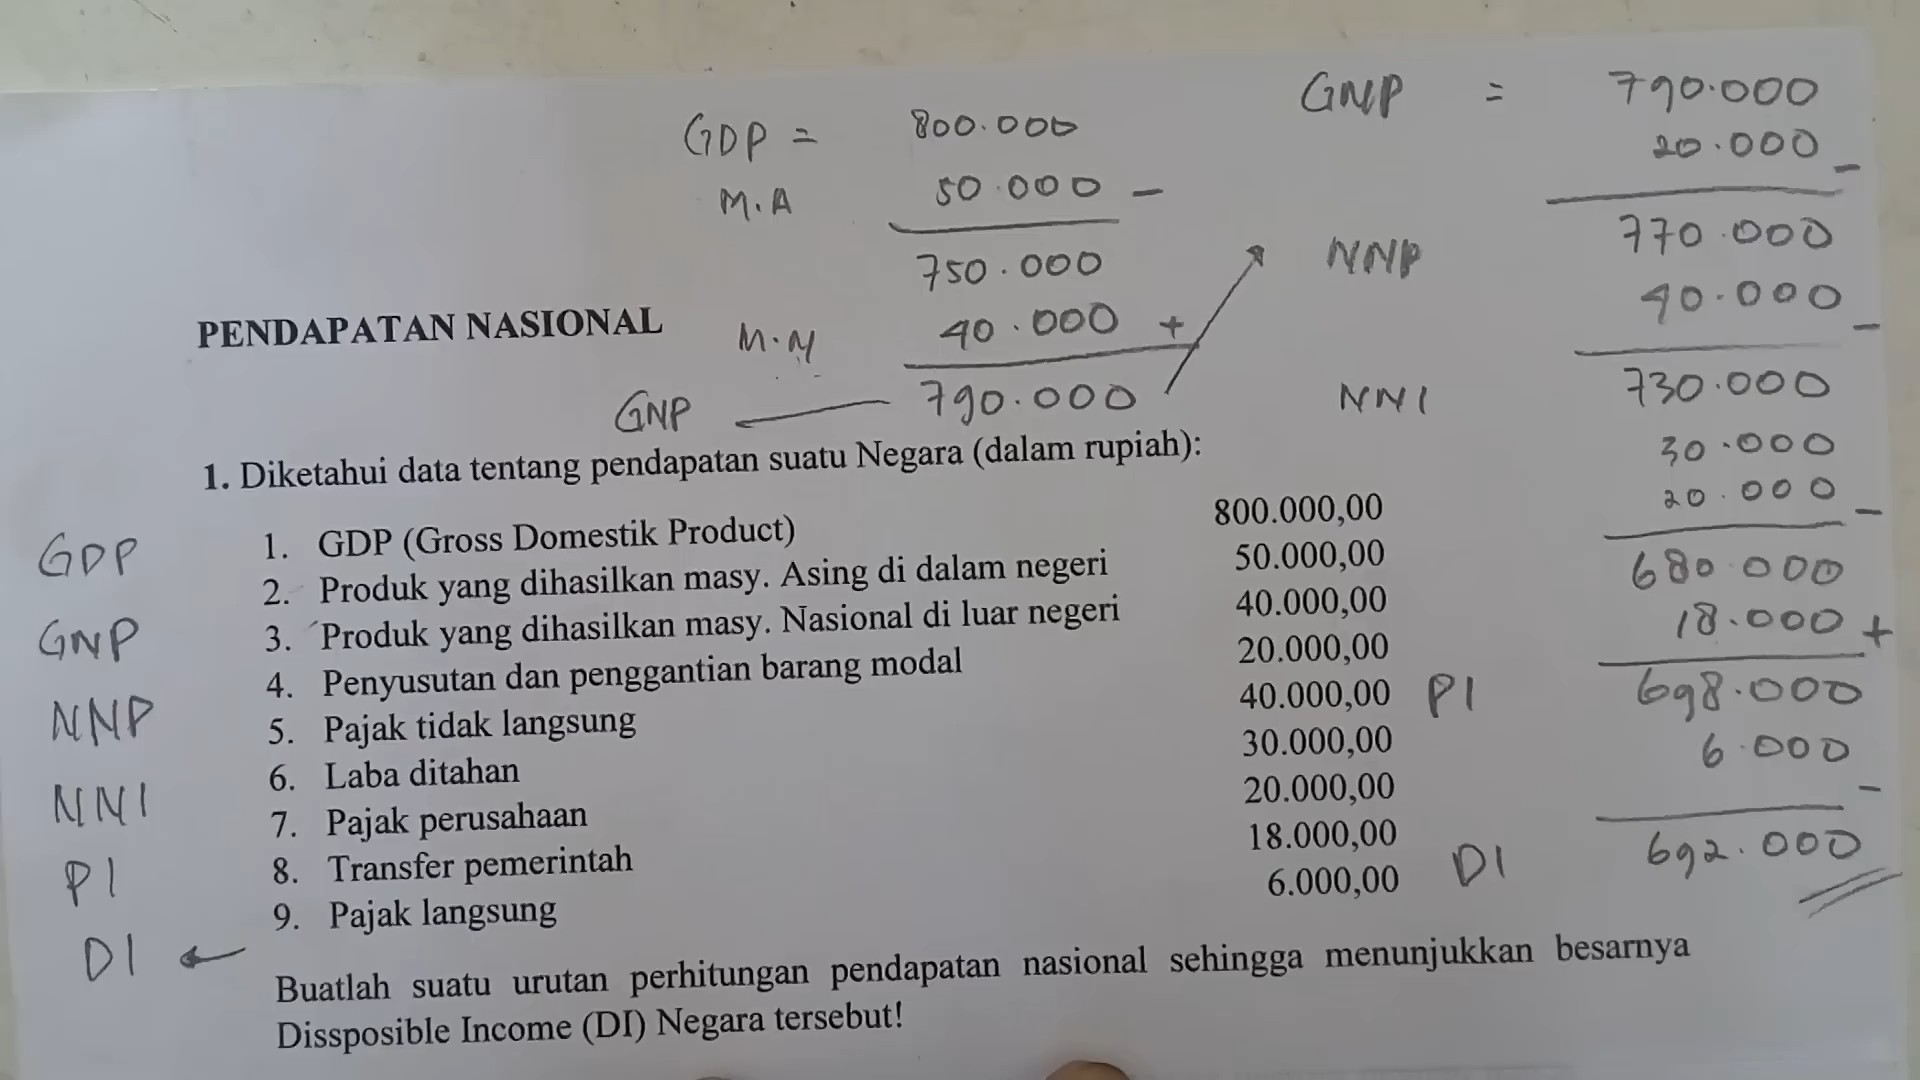 GDP = 800.000
M.A 50.000 -
750.000
M.N 40.000 +
GNP 790.000
GNP = 790.000
20.000 -
NNP 770.000
40.000 -
NNI 730.000
30.000
20.000 -
680.000
18.000 +
PI 698.000
6.000 -
DI 692.000
PENDAPATAN NASIONAL
1. Diketahui data tentang pendapatan suatu Negara (dalam rupiah):
1. GDP (Gross Domestik Product) 800.000,00
2. Produk yang dihasilkan masy. Asing di dalam negeri 50.000,00
3. Produk yang dihasilkan masy. Nasional di luar negeri 40.000,00
4. Penyusutan dan penggantian barang modal 20.000,00
5. Pajak tidak langsung 40.000,00
6. Laba ditahan 30.000,00
7. Pajak perusahaan 20.000,00
8. Transfer pemerintah 18.000,00
9. Pajak langsung 6.000,00
GDP
GNP
NNP
NNI
PI
DI
Buatlah suatu urutan perhitungan pendapatan nasional sehingga menunjukkan besarnya
Dissposible Income (DI) Negara tersebut!